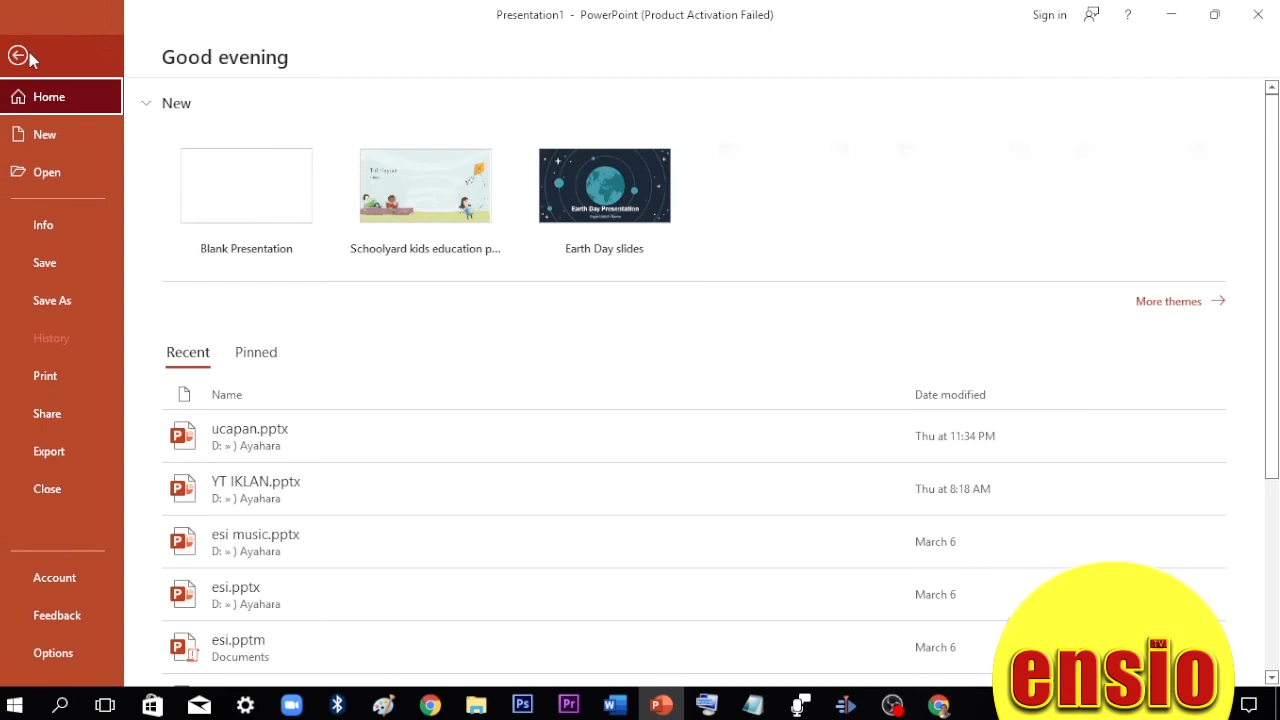 Presentation1 - PowerPoint (Product Activation Failed)
Sign in
?
Good evening
Home
New
Open
Info
Save
Save As
History
Print
Share
Export
Close
Account
Feedback
Options
New
Earth Day Presentation
Blank Presentation
Schoolyard kids education p...
Earth Day slides
More themes
Recent Pinned
Name Date modified
ucapan.pptx
D: » ) Ayahara
Thu at 11:34 PM
YT IKLAN.pptx
D: » ) Ayahara
Thu at 8:18 AM
esi music.pptx
D: » ) Ayahara
March 6
esi.pptx
D: » ) Ayahara
March 6
esi.pptm
Documents
March 6
TV
ensio
Ps
Pr